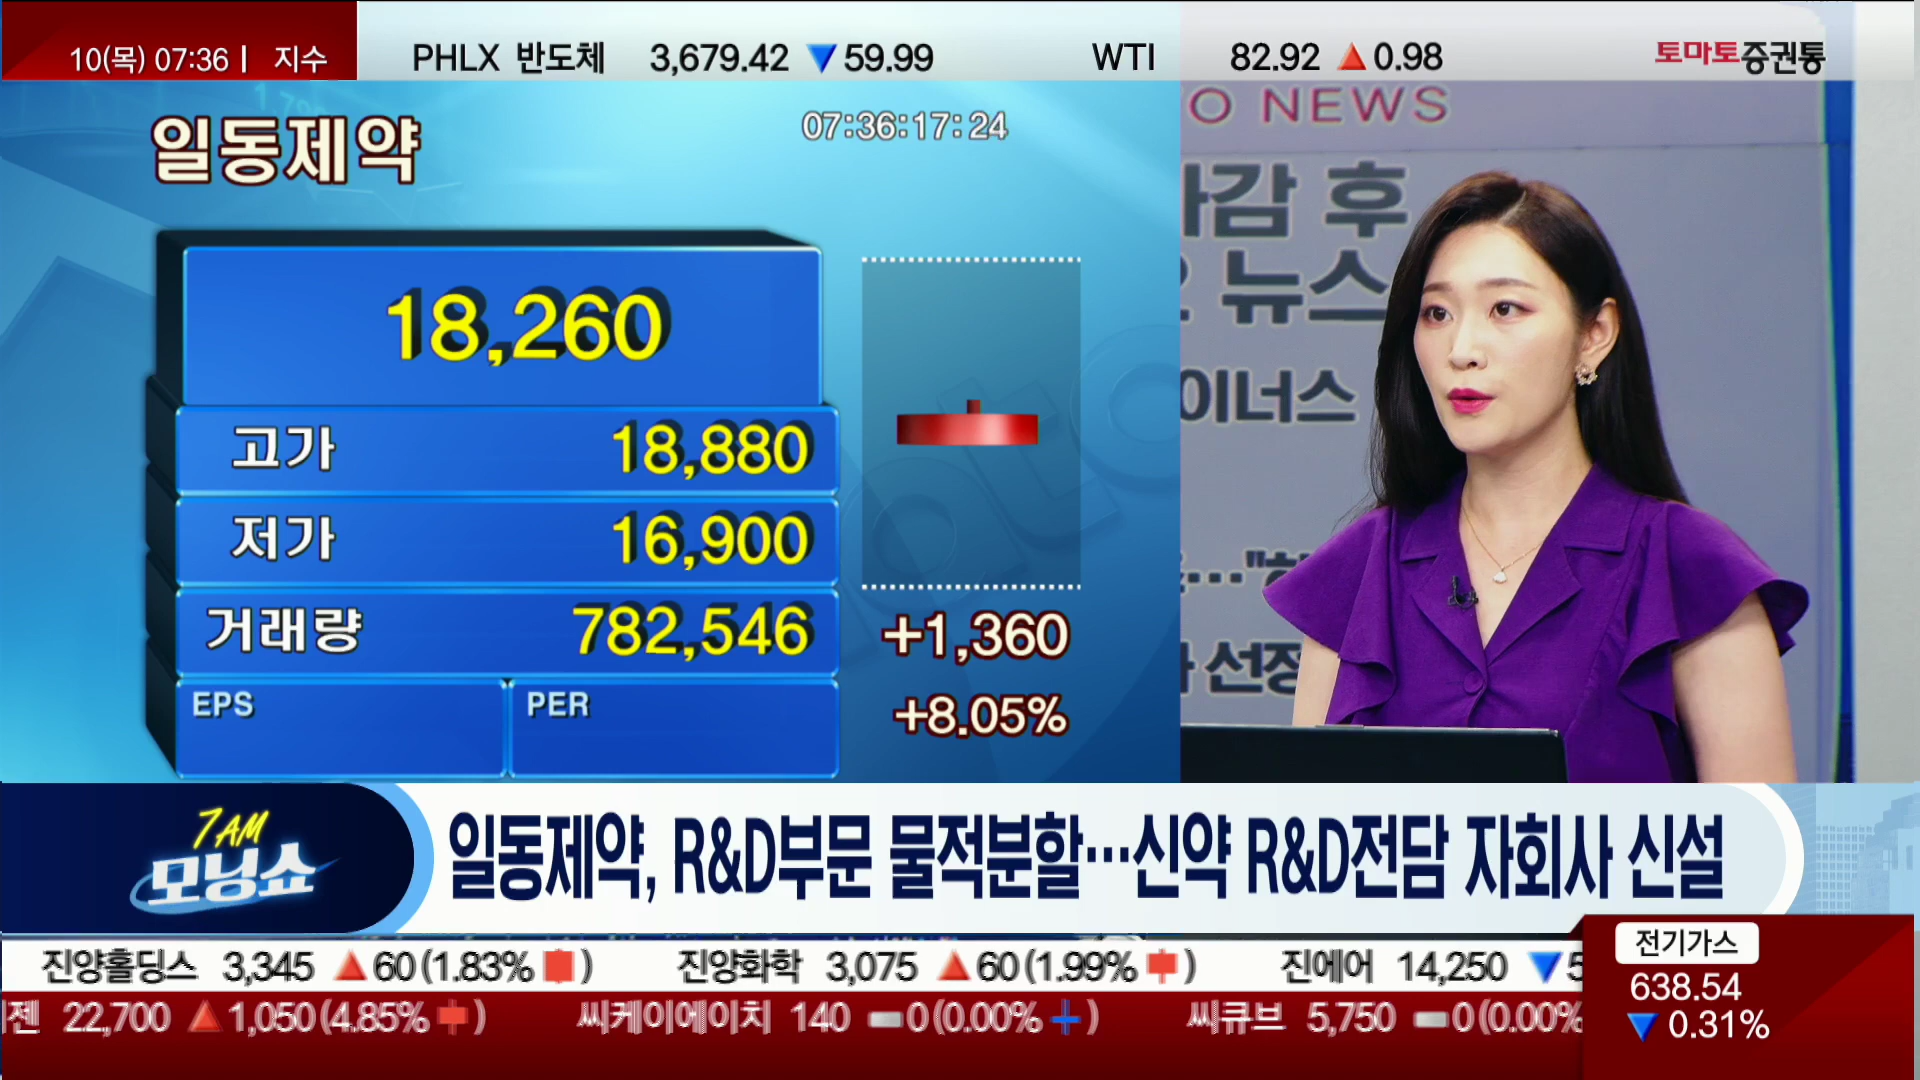 10(목) 07:36 | 지수 PHLX 반도체 3,679.42 ▼59.99 WTI 82.92 ▲0.98 토마토증권통
일동제약
07:36:17:24
O NEWS
18,260
고가 18,880
저가 16,900
거래량 782,546
EPS PER
+1,360
+8.05%
감 후
뉴스
이너스
선정
7 AM
모닝쇼
일동제약, R&D부문 물적분할…신약 R&D전담 자회사 신설
진양홀딩스 3,345 ▲60(1.83% ) 진양화학 3,075 ▲60(1.99% ) 진에어 14,250 ▼5
젠 22,700 ▲1,050(4.85% ) 씨케이에이치 140 0(0.00% ) 씨큐브 5,750 0(0.00%
전기가스
638.54
▼0.31%